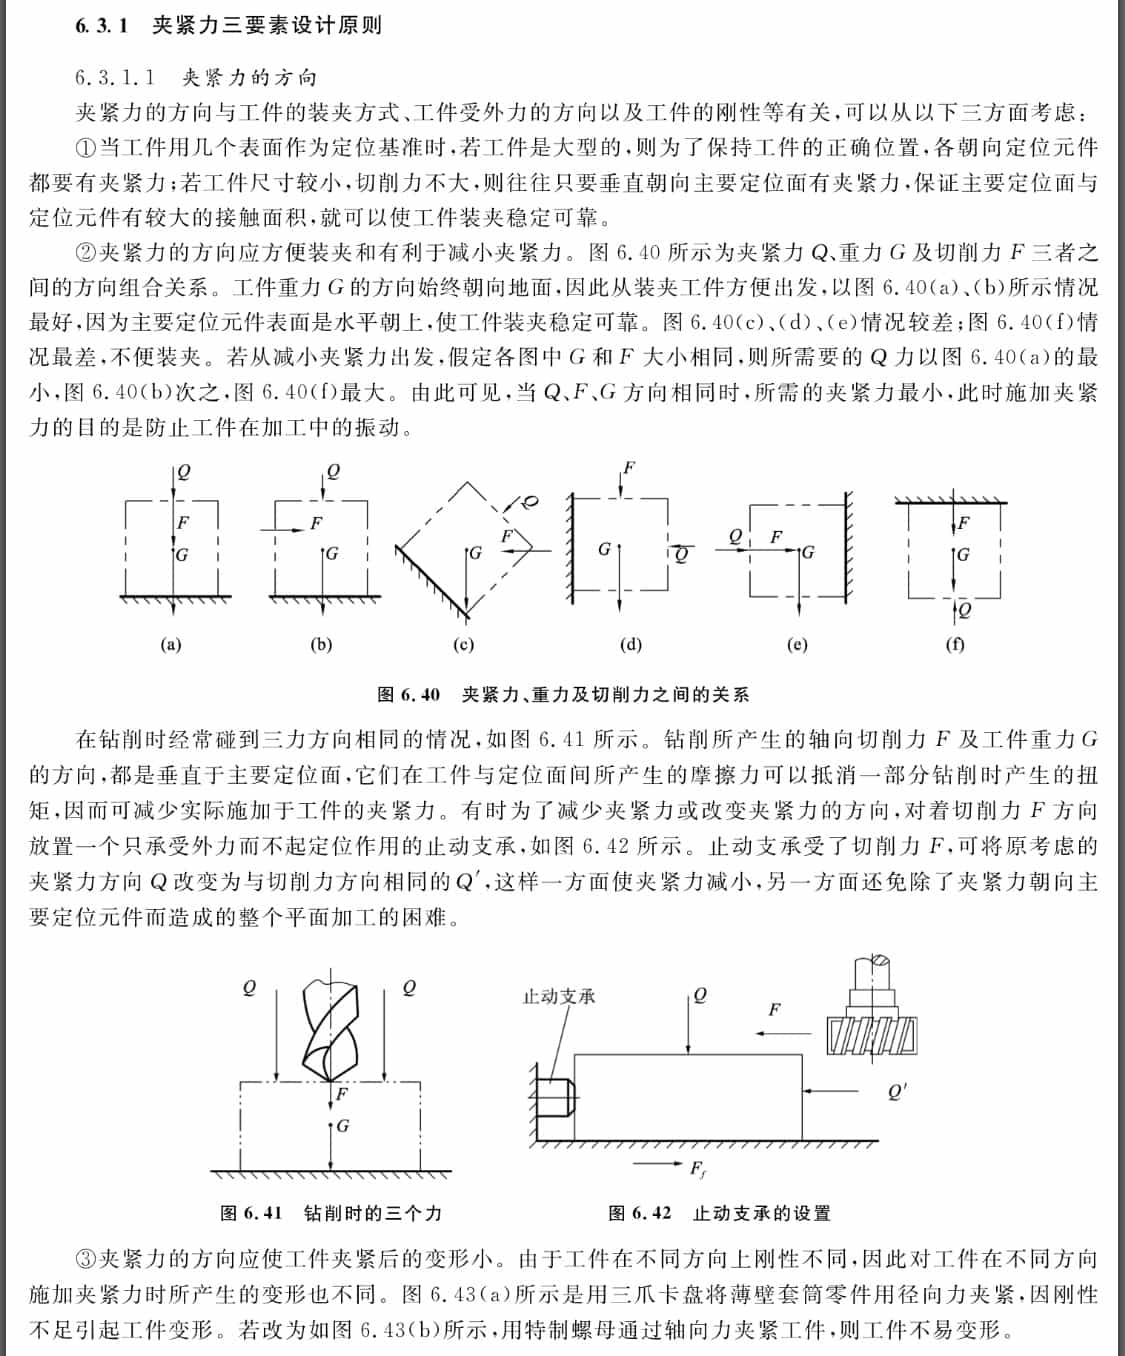 6.3.1 夹紧力三要素设计原则
6.3.1.1 夹紧力的方向
夹紧力的方向与工件的装夹方式、工件受外力的方向以及工件的刚性等有关,可以从以下三方面考虑:
①当工件用几个表面作为定位基准时,若工件是大型的,则为了保持工件的正确位置,各朝向定位元件
都要有夹紧力;若工件尺寸较小,切削力不大,则往往只要垂直朝向主要定位面有夹紧力,保证主要定位面与
定位元件有较大的接触面积,就可以使工件装夹稳定可靠。
②夹紧力的方向应方便装夹和有利于减小夹紧力。图 6.40 所示为夹紧力 Q、重力 G 及切削力 F 三者之
间的方向组合关系。工件重力 G 的方向始终朝向地面,因此从装夹工件方便出发,以图 6.40(a)、(b)所示情况
最好,因为主要定位元件表面是水平朝上,使工件装夹稳定可靠。图 6.40(c)、(d)、(e)情况较差;图 6.40(f)情
况最差,不便装夹。若从减小夹紧力出发,假定各图中 G 和 F 大小相同,则所需要的 Q 力以图 6.40(a)的最
小,图 6.40(b)次之,图 6.40(f)最大。由此可见,当 Q、F、G 方向相同时,所需的夹紧力最小,此时施加夹紧
力的目的是防止工件在加工中的振动。
Q
F
G
(a)
Q
F
G
(b)
Q
F
G
(c)
F
G
Q
(d)
Q
F
G
(e)
F
G
Q
(f)
图 6.40 夹紧力、重力及切削力之间的关系
在钻削时经常碰到三力方向相同的情况,如图 6.41 所示。钻削所产生的轴向切削力 F 及工件重力 G
的方向,都是垂直于主要定位面,它们在工件与定位面间所产生的摩擦力可以抵消一部分钻削时产生的扭
矩,因而可减少实际施加于工件的夹紧力。有时为了减少夹紧力或改变夹紧力的方向,对着切削力 F 方向
放置一个只承受外力而不起定位作用的止动支承,如图 6.42 所示。止动支承受了切削力 F,可将原考虑的
夹紧力方向 Q 改变为与切削力方向相同的 Q′,这样一方面使夹紧力减小,另一方面还免除了夹紧力朝向主
要定位元件而造成的整个平面加工的困难。
Q
Q
F
G
图 6.41 钻削时的三个力
止动支承
Q
F
Q′
F_f
图 6.42 止动支承的设置
③夹紧力的方向应使工件夹紧后的变形小。由于工件在不同方向上刚性不同,因此对工件在不同方向
施加夹紧力时所产生的变形也不同。图 6.43(a)所示是用三爪卡盘将薄壁套筒零件用径向力夹紧,因刚性
不足引起工件变形。若改为如图 6.43(b)所示,用特制螺母通过轴向力夹紧工件,则工件不易变形。